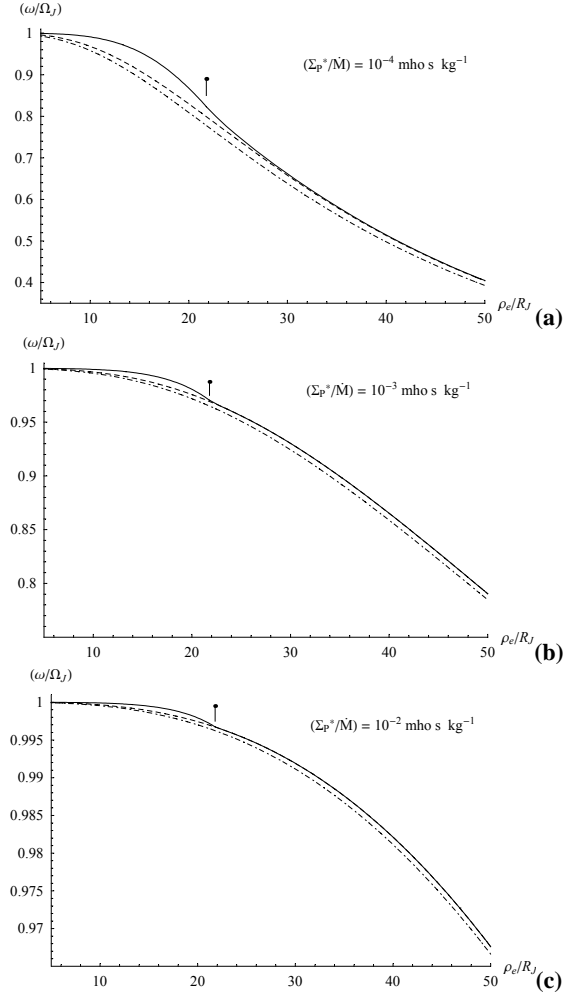 (ω/Ω_J)
1
0.9
0.8
0.7
0.6
0.5
0.4
(Σ_P*/Ṁ) = 10⁻⁴ mho s kg⁻¹
10 20 30 40 50
ρ_e/R_J
(a)
(ω/Ω_J)
1
0.95
0.9
0.85
0.8
(Σ_P*/Ṁ) = 10⁻³ mho s kg⁻¹
10 20 30 40 50
ρ_e/R_J
(b)
(ω/Ω_J)
1
0.995
0.99
0.985
0.98
0.975
0.97
(Σ_P*/Ṁ) = 10⁻² mho s kg⁻¹
10 20 30 40 50
ρ_e/R_J
(c)